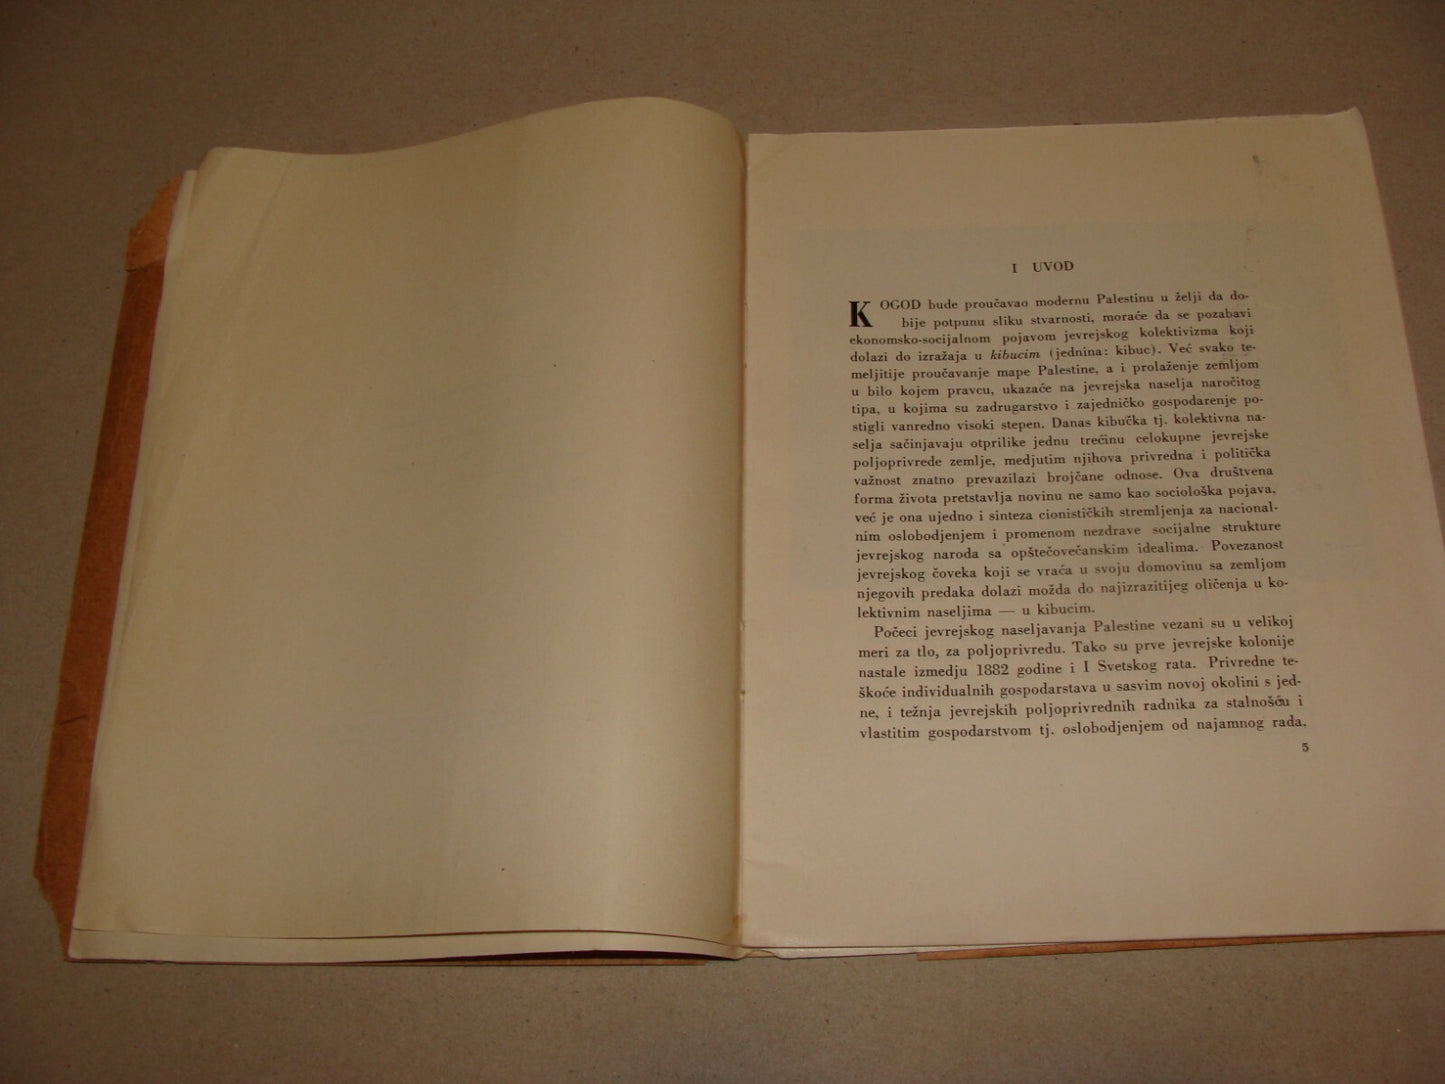 I UVOD
KOGOD bude proučavao modernu Palestinu u želji da do-
bije potpunu sliku stvarnosti, moraće da se pozabavi
ekonomsko-socijalnom pojavom jevrejskog kolektivizma koji
dolazi do izražaja u kibucim (jednina: kibuc). Već svako te-
meljitije proučavanje mape Palestine, a i prolaženje zemljom
u bilo kojem pravcu, ukazaće na jevrejska naselja naročitog
tipa, u kojima su zadrugarstvo i zajedničko gospodarenje po-
stigli vanredno visoki stepen. Danas kibučka tj. kolektivna na-
selja sačinjavaju otprilike jednu trećinu celokupne jevrejske
poljoprivrede zemlje, medjutim njihova privredna i politička
važnost znatno prevazilazi brojčane odnose. Ova društvena
forma života pretstavlja novinu ne samo kao sociološka pojava,
već je ona ujedno i sinteza cionističkih stremljenja za nacional-
nim oslobodjenjem i promenom nezdrave socijalne strukture
jevrejskog naroda sa opštečovečanskim idealima. Povezanost
jevrejskog čoveka koji se vraća u svoju domovinu sa zemljom
njegovih predaka dolazi možda do najizrazitijeg oličenja u ko-
lektivnim naseljima — u kibucim.
Počeci jevrejskog naseljavanja Palestine vezani su u velikoj
meri za tlo, za poljoprivredu. Tako su prve jevrejske kolonije
nastale izmedju 1882 godine i I Svetskog rata. Privredne te-
škoće individualnih gospodarstava u sasvim novoj okolini s jed-
ne, i težnja jevrejskih poljoprivrednih radnika za stalnošću i
vlastitim gospodarstvom tj. oslobodjenjem od najamnog rada,
5